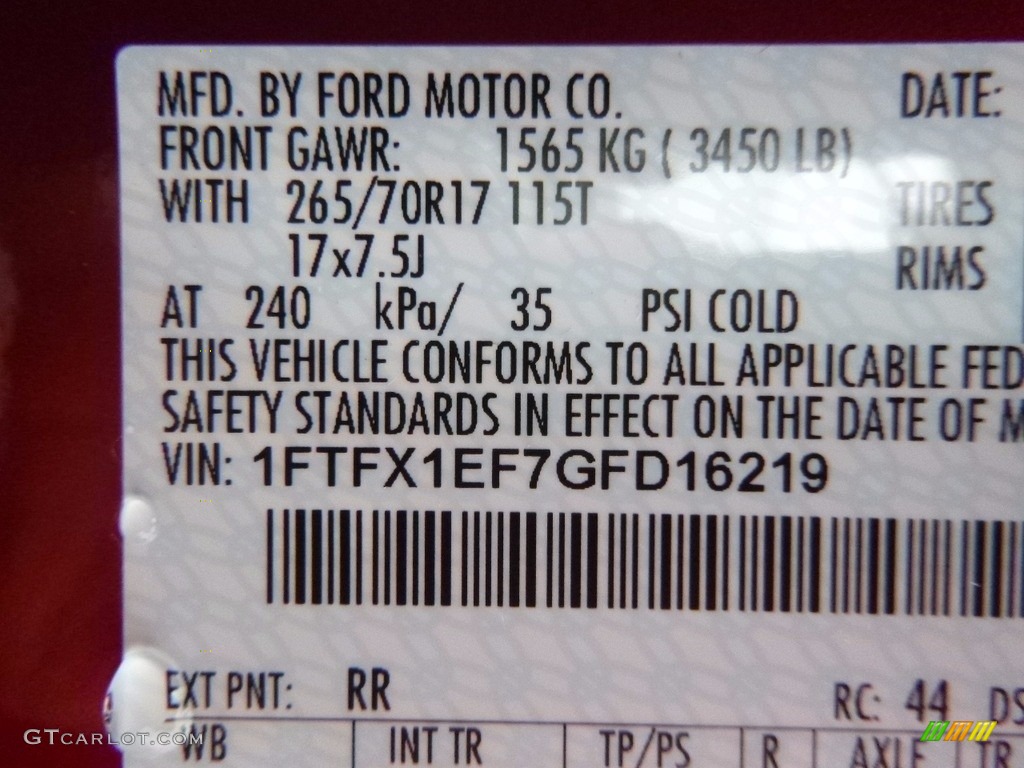 MFD. BY FORD MOTOR CO. DATE:
FRONT GAWR: 1565 KG ( 3450 LB)
WITH 265/70R17 115T TIRES
17x7.5J RIMS
AT 240 kPa/ 35 PSI COLD
THIS VEHICLE CONFORMS TO ALL APPLICABLE FED
SAFETY STANDARDS IN EFFECT ON THE DATE OF M
VIN: 1FTFX1EF7GFD16219
EXT PNT: RR RC: 44 DS
WB INT TR TP/PS R AXLE TR
GTCARLOT.COM